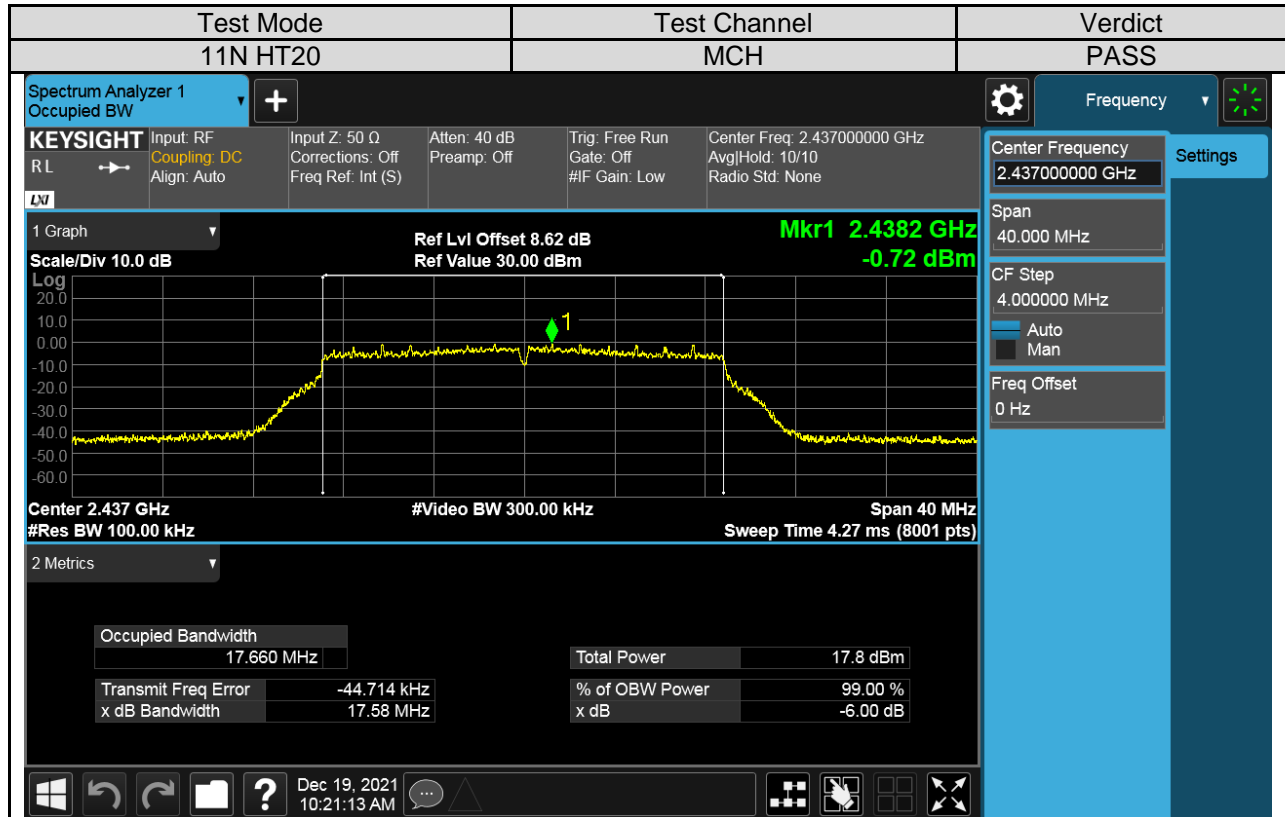 Test Mode Test Channel Verdict
11N HT20 MCH PASS
Spectrum Analyzer 1
Occupied BW
+
Frequency
KEYSIGHT Input: RF Input Z: 50 Ω Atten: 40 dB Trig: Free Run Center Freq: 2.437000000 GHz
RL Coupling: DC Corrections: Off Preamp: Off Gate: Off Avg|Hold: 10/10
Align: Auto Freq Ref: Int (S) #IF Gain: Low Radio Std: None
LXI
Center Frequency
2.437000000 GHz
Settings
Span
40.000 MHz
CF Step
4.000000 MHz
Auto
Man
Freq Offset
0 Hz
1 Graph Ref Lvl Offset 8.62 dB Mkr1 2.4382 GHz
Scale/Div 10.0 dB Ref Value 30.00 dBm -0.72 dBm
Log
20.0
10.0
1
0.00
-10.0
-20.0
-30.0
-40.0
-50.0
-60.0
Center 2.437 GHz #Video BW 300.00 kHz Span 40 MHz
#Res BW 100.00 kHz Sweep Time 4.27 ms (8001 pts)
2 Metrics
Occupied Bandwidth
17.660 MHz Total Power 17.8 dBm
Transmit Freq Error -44.714 kHz % of OBW Power 99.00 %
x dB Bandwidth 17.58 MHz x dB -6.00 dB
? Dec 19, 2021
10:21:13 AM